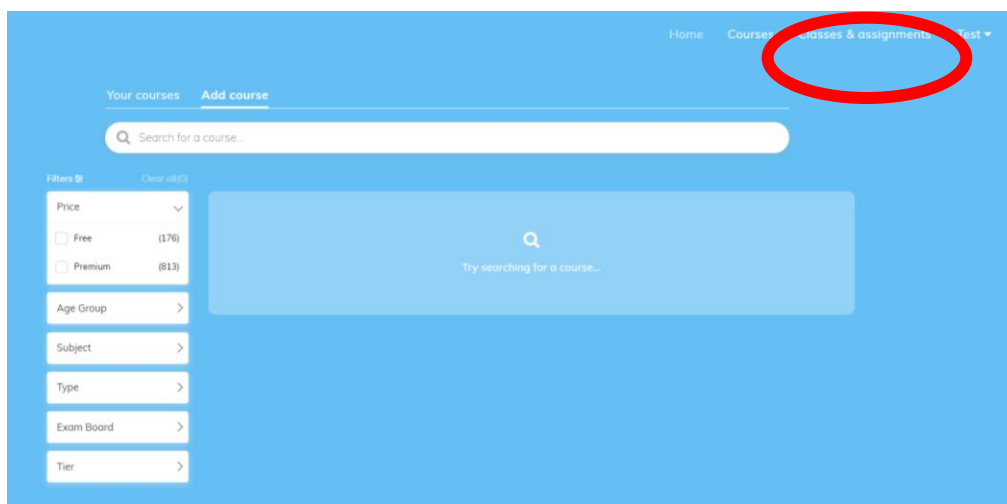 Home Courses Classes & assignments Test
Your courses Add course
Search for a course...
Filters Clear all(0)
Price
Free (176)
Premium (813)
Try searching for a course...
Age Group
Subject
Type
Exam Board
Tier